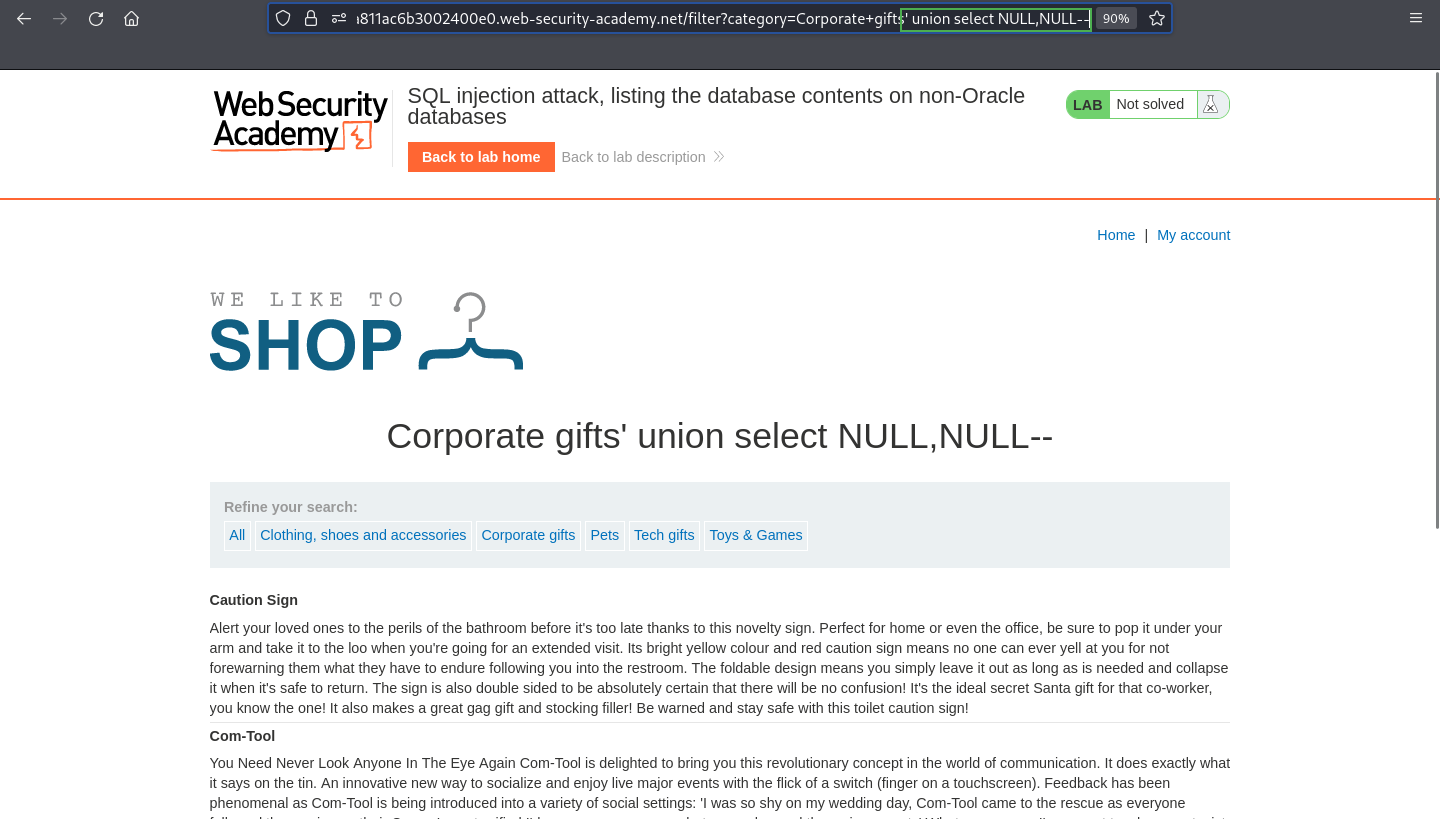 ı811ac6b3002400e0.web-security-academy.net/filter?category=Corporate+gifts' union select NULL,NULL--
90%
WebSecurity
Academy
SQL injection attack, listing the database contents on non-Oracle
databases
LAB Not solved
Back to lab home Back to lab description
Home | My account
WE LIKE TO
SHOP
Corporate gifts' union select NULL,NULL--
Refine your search:
All Clothing, shoes and accessories Corporate gifts Pets Tech gifts Toys & Games
Caution Sign
Alert your loved ones to the perils of the bathroom before it's too late thanks to this novelty sign. Perfect for home or even the office, be sure to pop it under your
arm and take it to the loo when you're going for an extended visit. Its bright yellow colour and red caution sign means no one can ever yell at you for not
forewarning them what they have to endure following you into the restroom. The foldable design means you simply leave it out as long as is needed and collapse
it when it's safe to return. The sign is also double sided to be absolutely certain that there will be no confusion! It's the ideal secret Santa gift for that co-worker,
you know the one! It also makes a great gag gift and stocking filler! Be warned and stay safe with this toilet caution sign!
Com-Tool
You Need Never Look Anyone In The Eye Again Com-Tool is delighted to bring you this revolutionary concept in the world of communication. It does exactly what
it says on the tin. An innovative new way to socialize and enjoy live major events with the flick of a switch (finger on a touchscreen). Feedback has been
phenomenal as Com-Tool is being introduced into a variety of social settings: 'I was so shy on my wedding day, Com-Tool came to the rescue as everyone